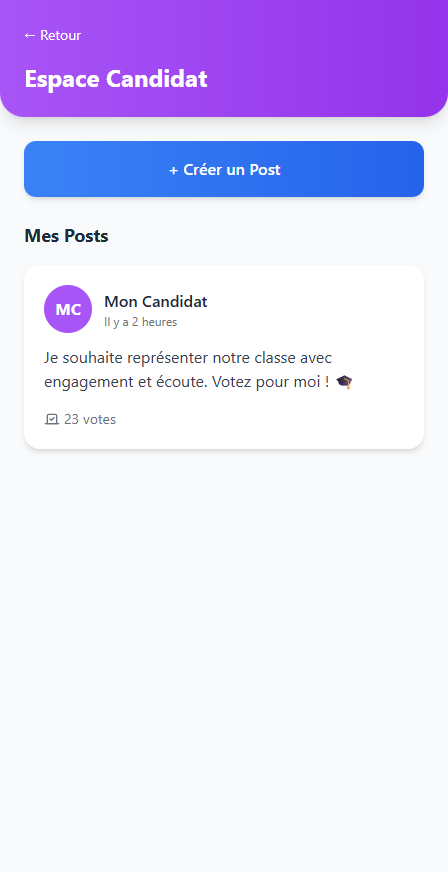 ← Retour
Espace Candidat
+ Créer un Post
Mes Posts
MC
Mon Candidat
Il y a 2 heures
Je souhaite représenter notre classe avec
engagement et écoute. Votez pour moi ! 🎓
23 votes